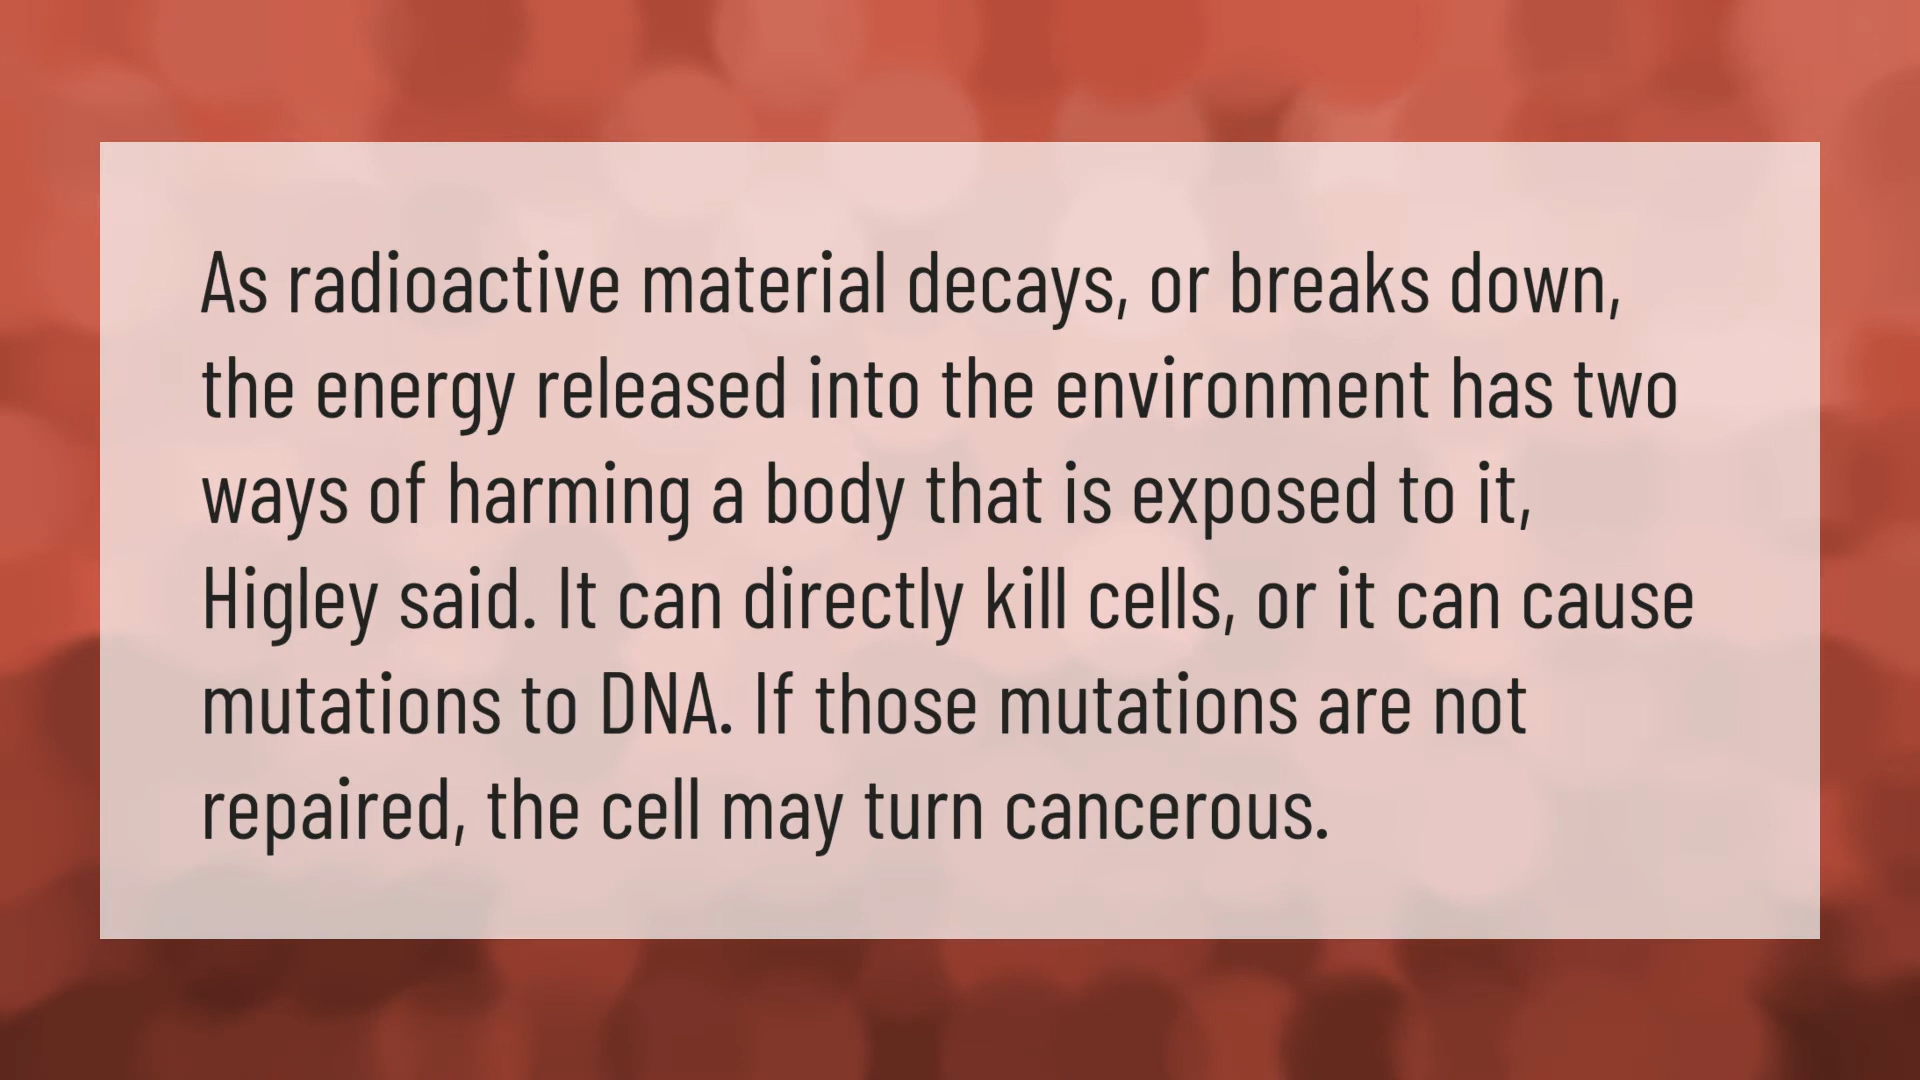 As radioactive material decays, or breaks down,
the energy released into the environment has two
ways of harming a body that is exposed to it,
Higley said. It can directly kill cells, or it can cause
mutations to DNA. If those mutations are not
repaired, the cell may turn cancerous.